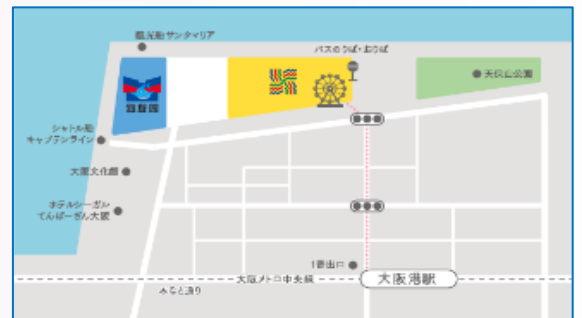 観光船サンタマリア
バスのりば・おりば
海遊館
天保山公園
シャトル船
キャプテンライン
大阪文化館
ホテルシーガル
てんぽーざん大阪
1番出口
大阪メトロ中央線
大阪港駅
みなと通り